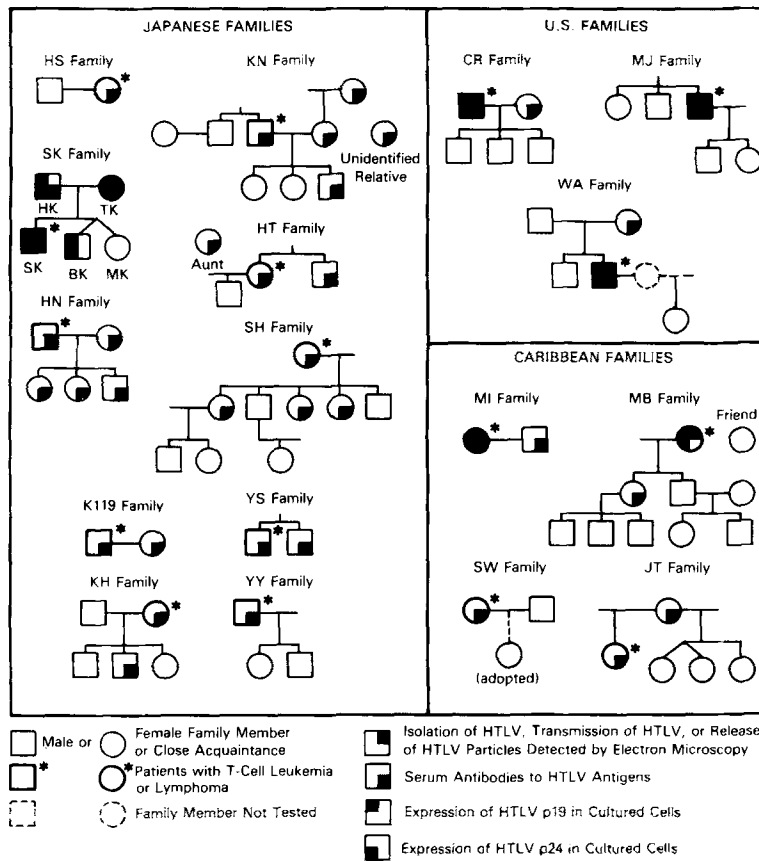 JAPANESE FAMILIES
HS Family
*
KN Family
*
Unidentified
Relative
SK Family
HK
TK
*
SK
BK
MK
HT Family
Aunt
*
HN Family
*
SH Family
*
K119 Family
*
YS Family
*
KH Family
*
YY Family
*
U.S. FAMILIES
CR Family
*
MJ Family
*
WA Family
*
CARIBBEAN FAMILIES
MI Family
*
MB Family
*
Friend
SW Family
*
(adopted)
JT Family
*
Male or
Female Family Member
or Close Acquaintance
*
*
Patients with T-Cell Leukemia
or Lymphoma
Family Member Not Tested
Isolation of HTLV, Transmission of HTLV, or Release
of HTLV Particles Detected by Electron Microscopy
Serum Antibodies to HTLV Antigens
Expression of HTLV p19 in Cultured Cells
Expression of HTLV p24 in Cultured Cells